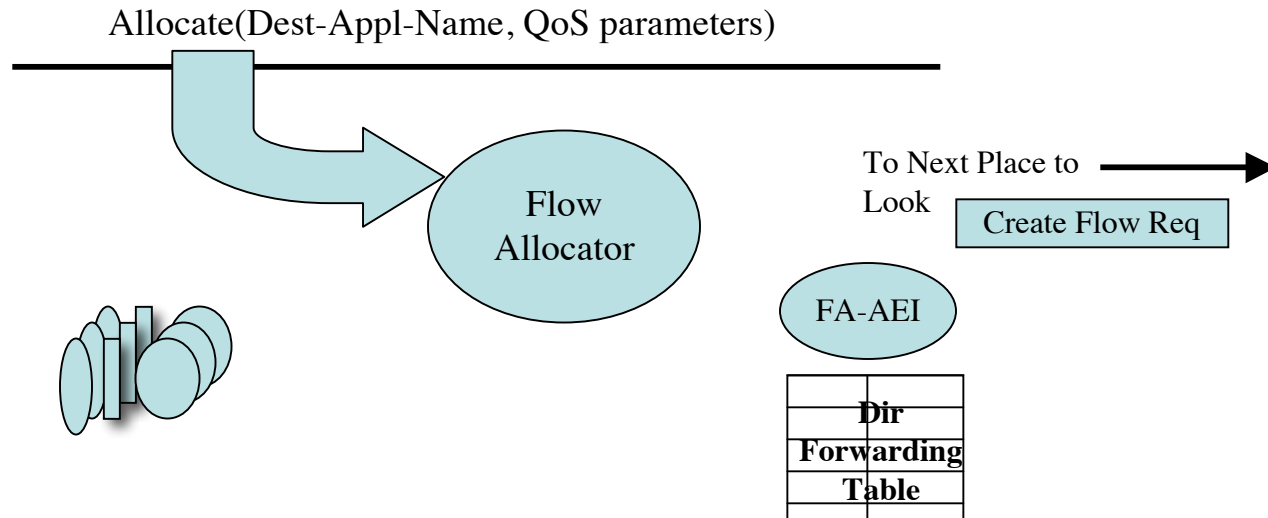 Allocate(Dest-Appl-Name, QoS parameters)
Flow
Allocator
To Next Place to
Look
Create Flow Req
FA-AEI
Dir
Forwarding
Table